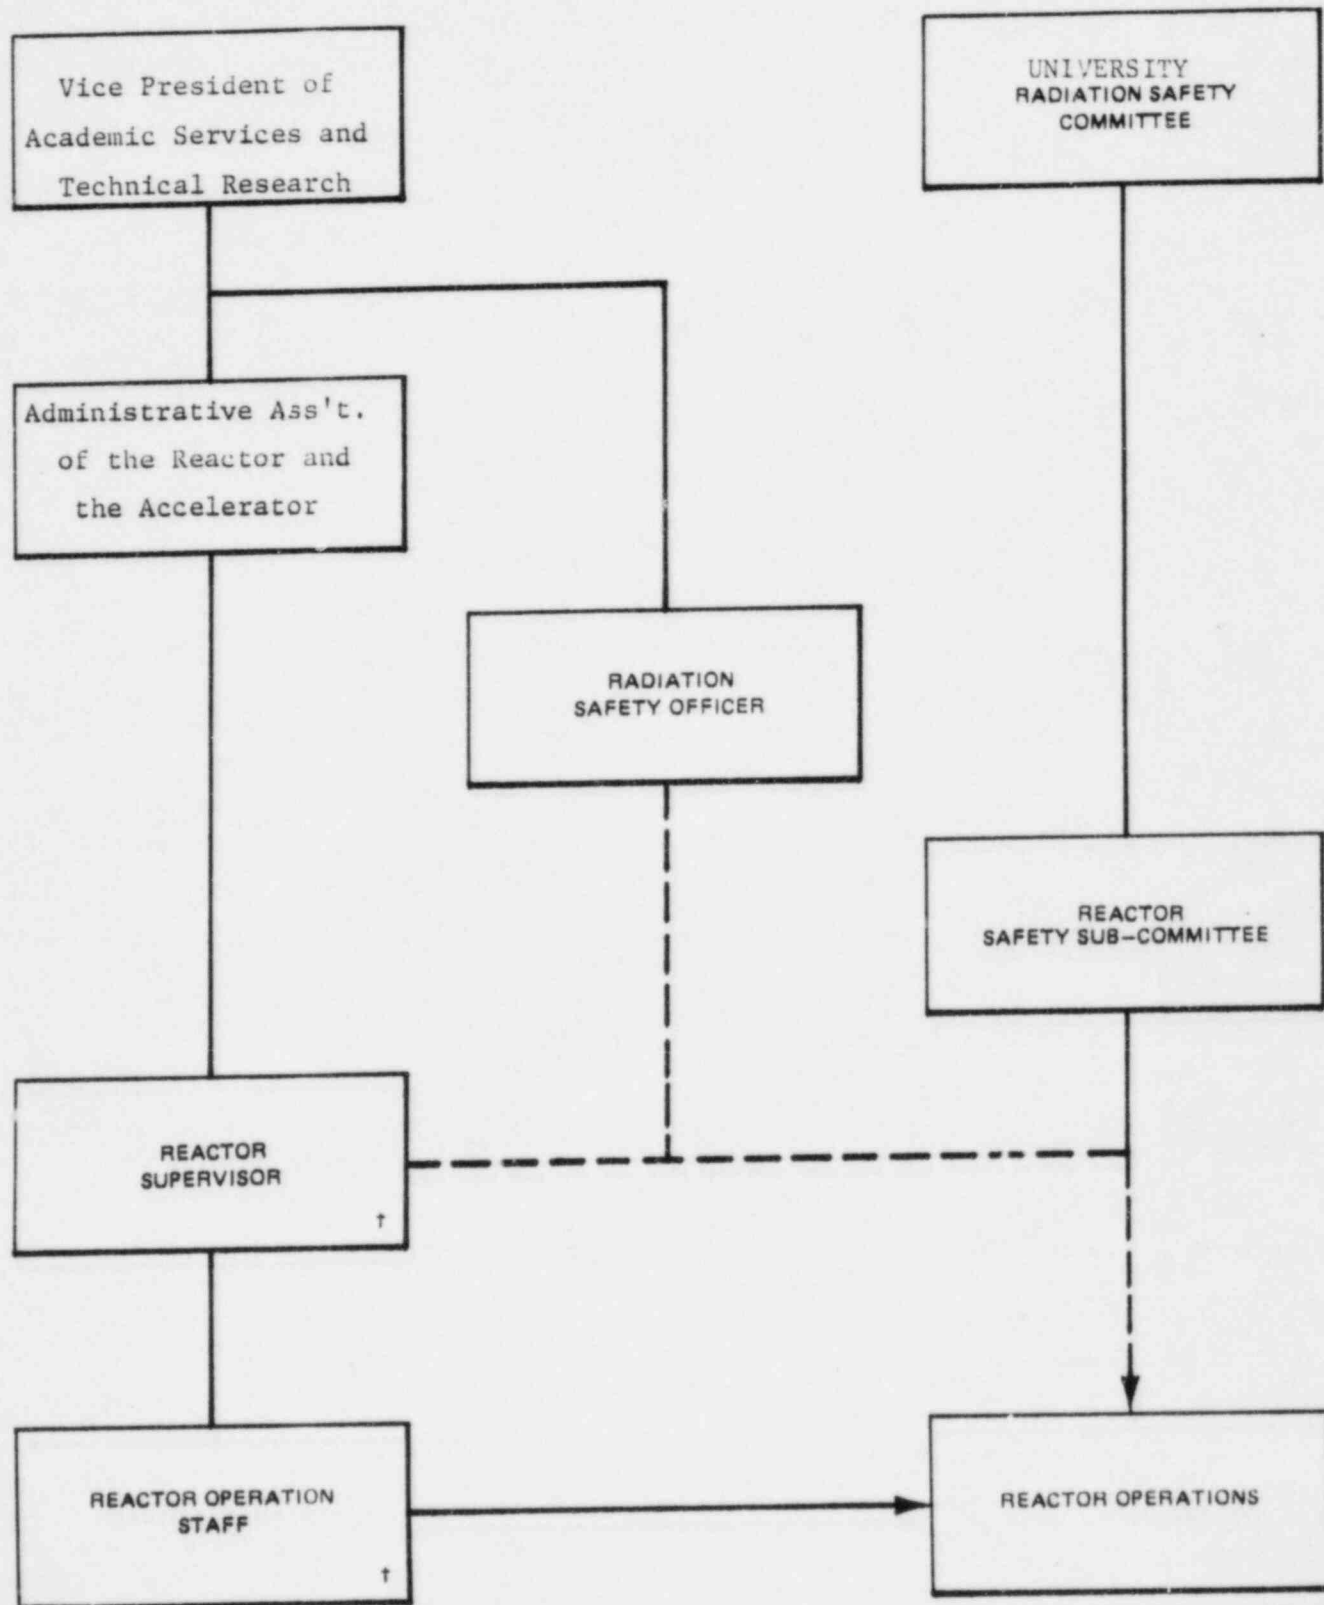 Vice President of
Academic Services and
Technical Research
UNIVERSITY
RADIATION SAFETY
COMMITTEE
Administrative Ass't.
of the Reactor and
the Accelerator
RADIATION
SAFETY OFFICER
REACTOR
SAFETY SUB–COMMITTEE
REACTOR
SUPERVISOR
†
REACTOR OPERATION
STAFF
†
REACTOR OPERATIONS